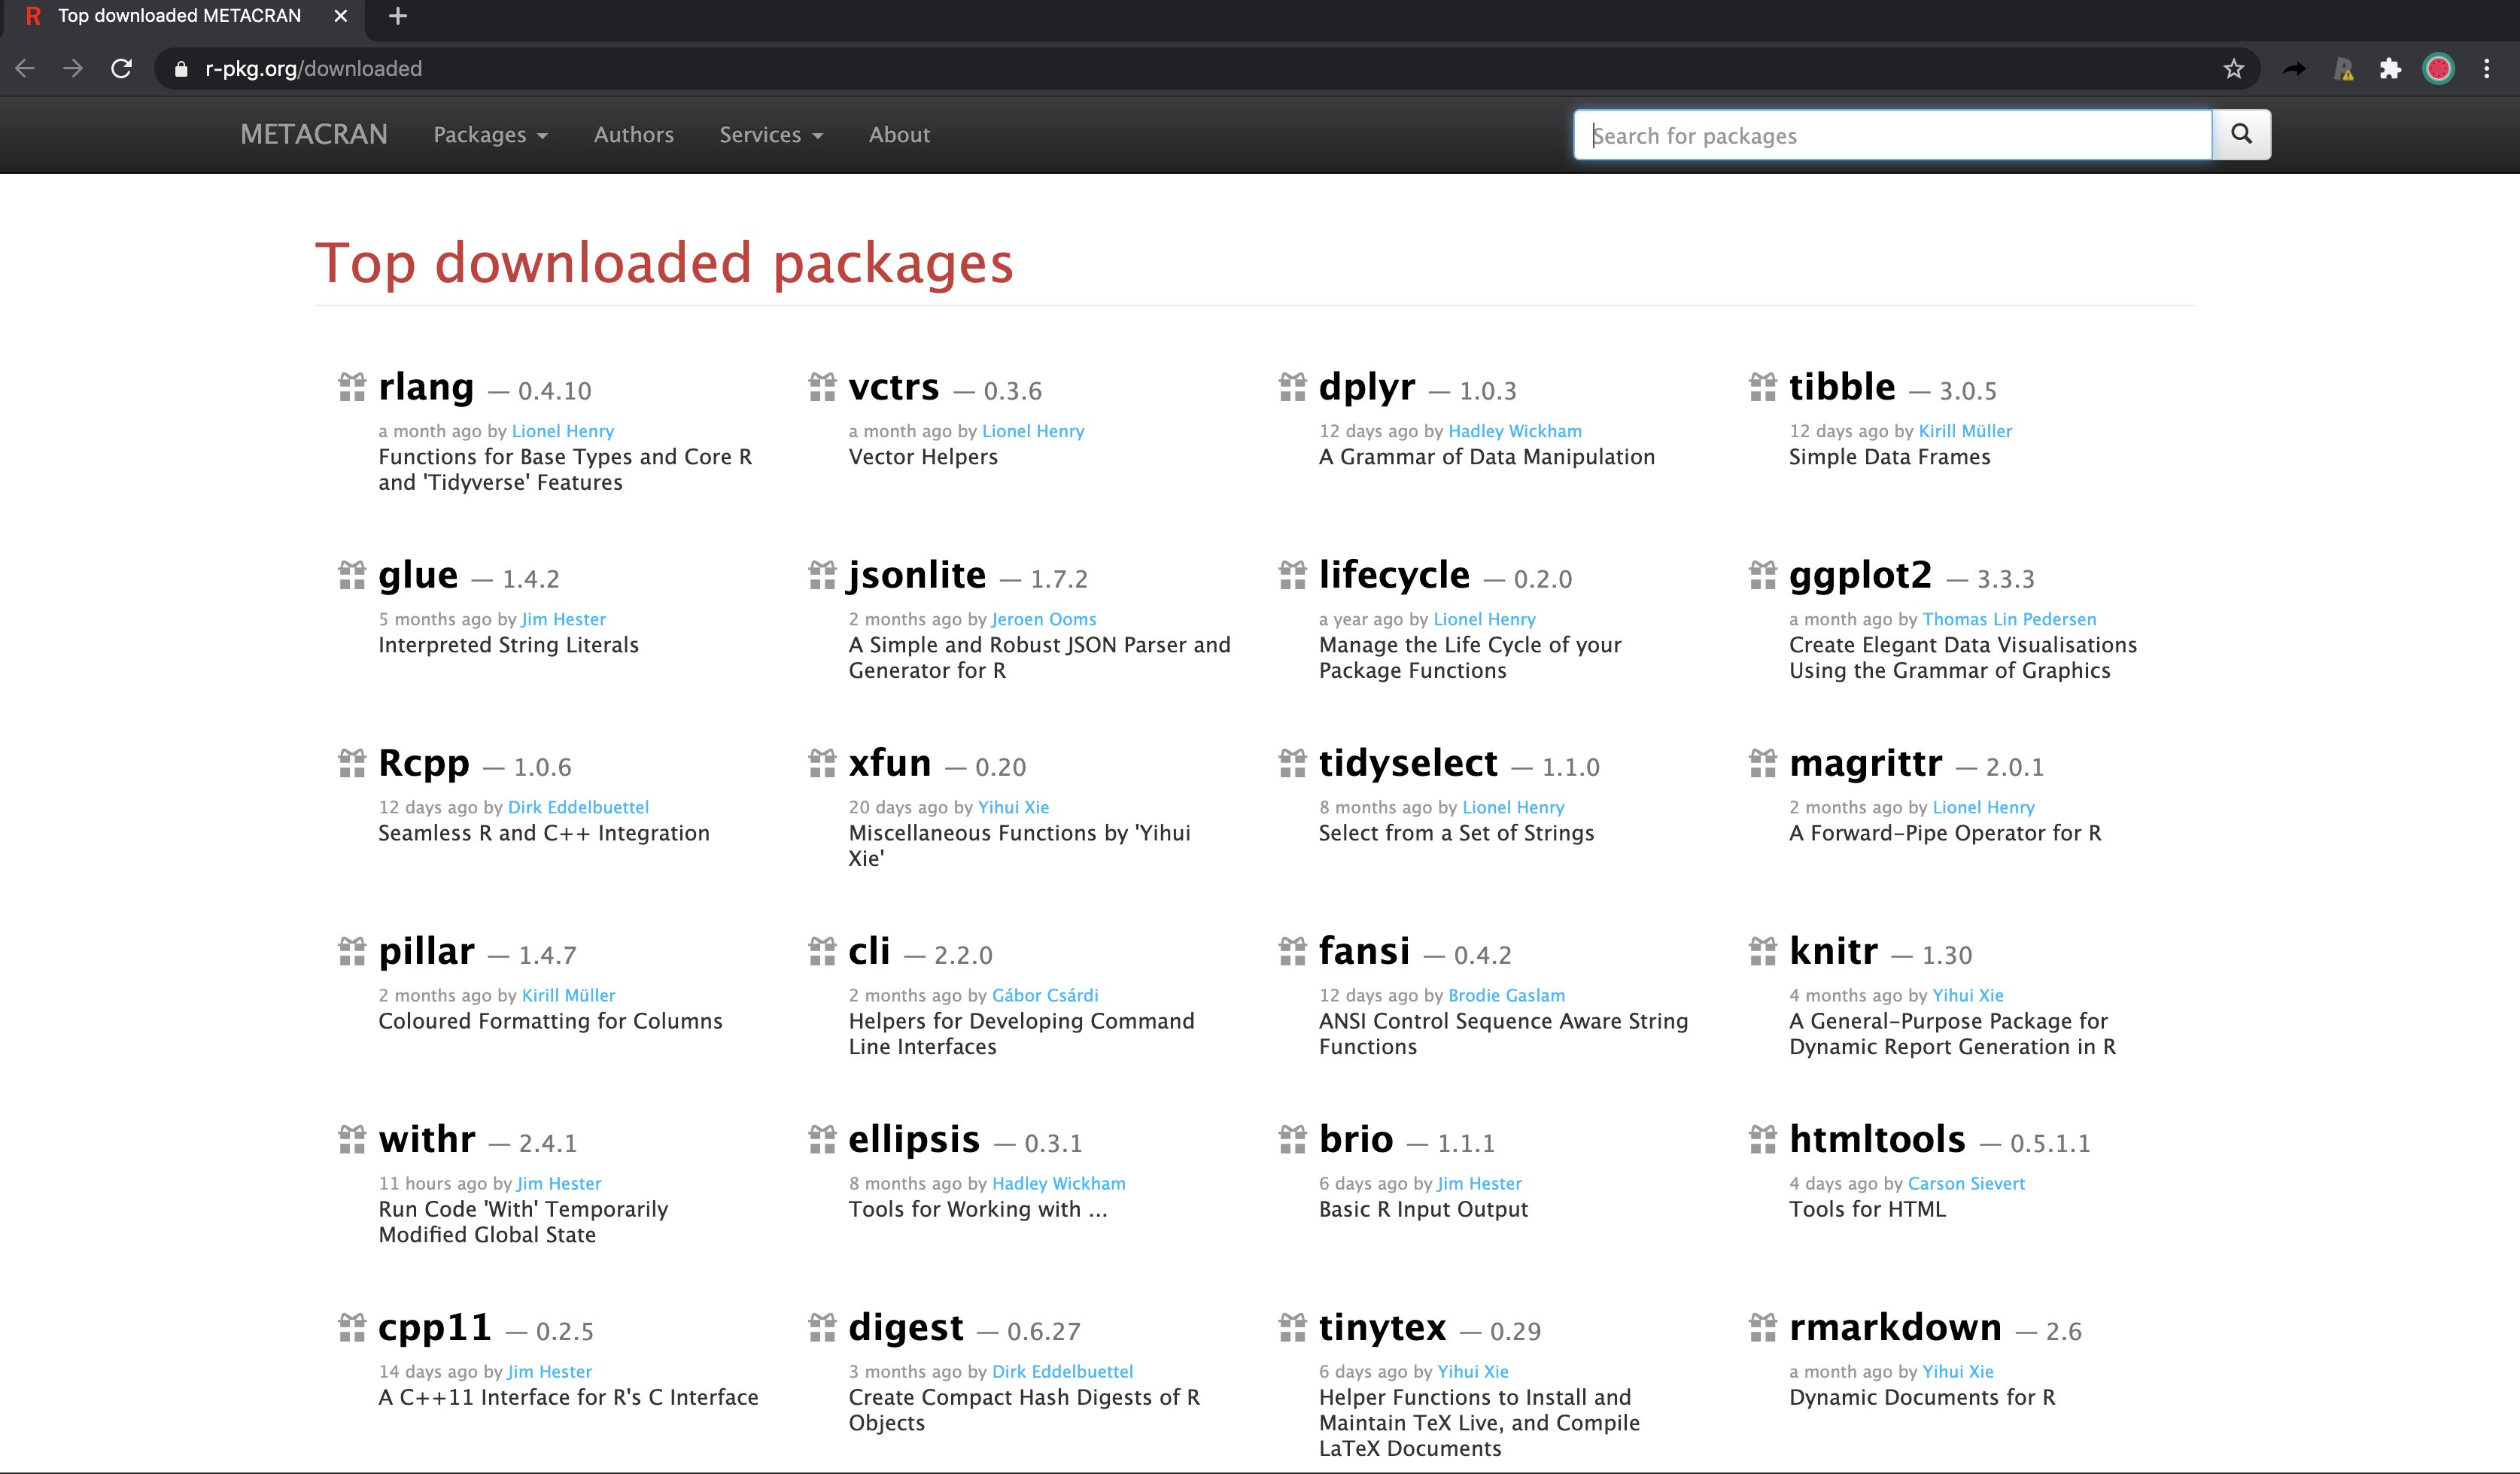 Top downloaded METACRAN
r-pkg.org/downloaded
METACRAN Packages Authors Services About Search for packages
Top downloaded packages
rlang — 0.4.10
a month ago by Lionel Henry
Functions for Base Types and Core R
and 'Tidyverse' Features
vctrs — 0.3.6
a month ago by Lionel Henry
Vector Helpers
dplyr — 1.0.3
12 days ago by Hadley Wickham
A Grammar of Data Manipulation
tibble — 3.0.5
12 days ago by Kirill Müller
Simple Data Frames
glue — 1.4.2
5 months ago by Jim Hester
Interpreted String Literals
jsonlite — 1.7.2
2 months ago by Jeroen Ooms
A Simple and Robust JSON Parser and
Generator for R
lifecycle — 0.2.0
a year ago by Lionel Henry
Manage the Life Cycle of your
Package Functions
ggplot2 — 3.3.3
a month ago by Thomas Lin Pedersen
Create Elegant Data Visualisations
Using the Grammar of Graphics
Rcpp — 1.0.6
12 days ago by Dirk Eddelbuettel
Seamless R and C++ Integration
xfun — 0.20
20 days ago by Yihui Xie
Miscellaneous Functions by 'Yihui
Xie'
tidyselect — 1.1.0
8 months ago by Lionel Henry
Select from a Set of Strings
magrittr — 2.0.1
2 months ago by Lionel Henry
A Forward-Pipe Operator for R
pillar — 1.4.7
2 months ago by Kirill Müller
Coloured Formatting for Columns
cli — 2.2.0
2 months ago by Gábor Csárdi
Helpers for Developing Command
Line Interfaces
fansi — 0.4.2
12 days ago by Brodie Gaslam
ANSI Control Sequence Aware String
Functions
knitr — 1.30
4 months ago by Yihui Xie
A General-Purpose Package for
Dynamic Report Generation in R
withr — 2.4.1
11 hours ago by Jim Hester
Run Code 'With' Temporarily
Modified Global State
ellipsis — 0.3.1
8 months ago by Hadley Wickham
Tools for Working with ...
brio — 1.1.1
6 days ago by Jim Hester
Basic R Input Output
htmltools — 0.5.1.1
4 days ago by Carson Sievert
Tools for HTML
cpp11 — 0.2.5
14 days ago by Jim Hester
A C++11 Interface for R's C Interface
digest — 0.6.27
3 months ago by Dirk Eddelbuettel
Create Compact Hash Digests of R
Objects
tinytex — 0.29
6 days ago by Yihui Xie
Helper Functions to Install and
Maintain TeX Live, and Compile
LaTeX Documents
rmarkdown — 2.6
a month ago by Yihui Xie
Dynamic Documents for R